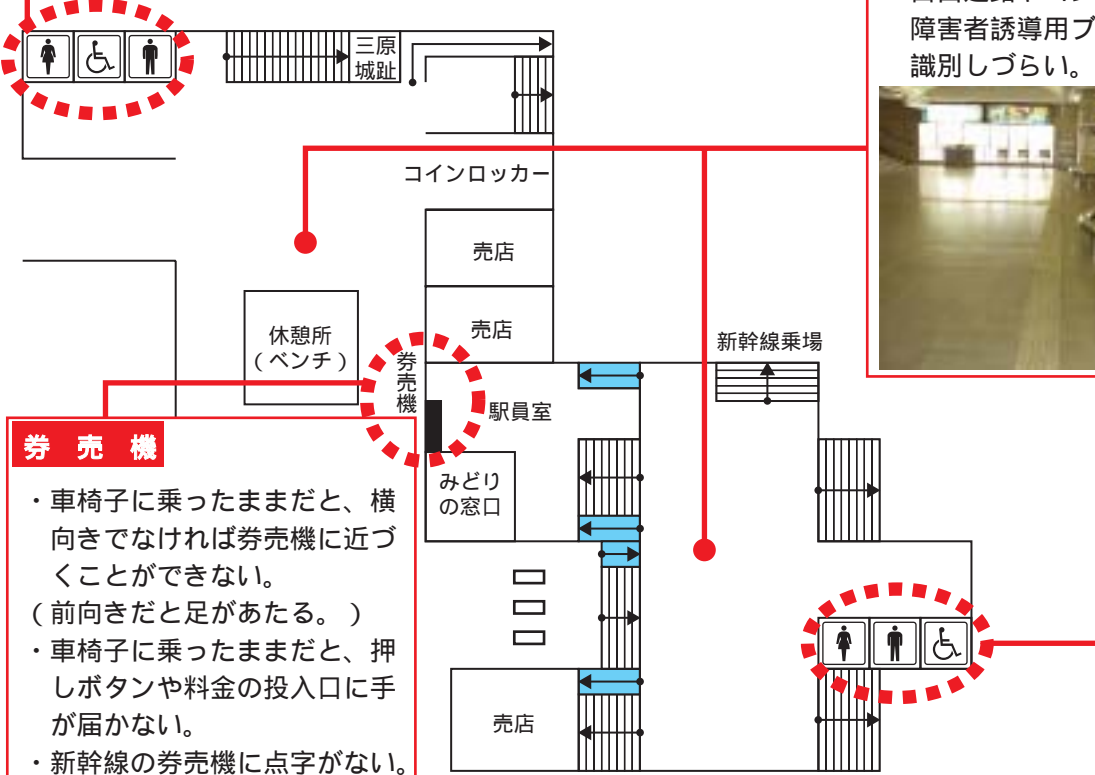 障害者誘導用ブ
識別しづらい。
三原
城趾
コインロッカー
売店
売店
休憩所
（ベンチ）
券売機
駅員室
新幹線乗場
みどり
の窓口
売店
券売機
・車椅子に乗ったままだと、横
向きでなければ券売機に近づ
くことができない。
（前向きだと足があたる。）
・車椅子に乗ったままだと、押
しボタンや料金の投入口に手
が届かない。
・新幹線の券売機に点字がない。